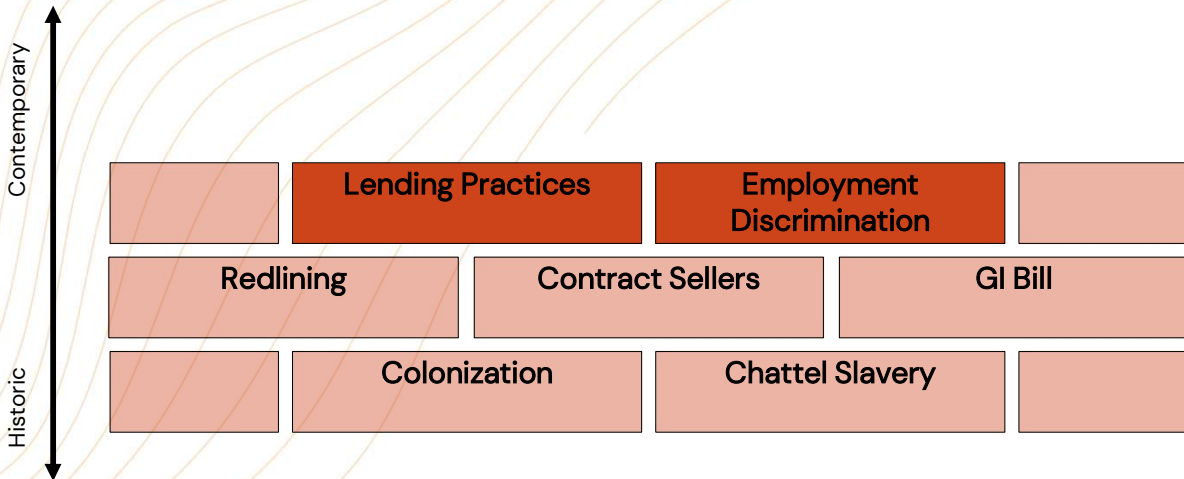 Contemporary
Lending Practices
Employment
Discrimination
Redlining
Contract Sellers
GI Bill
Historic
Colonization
Chattel Slavery